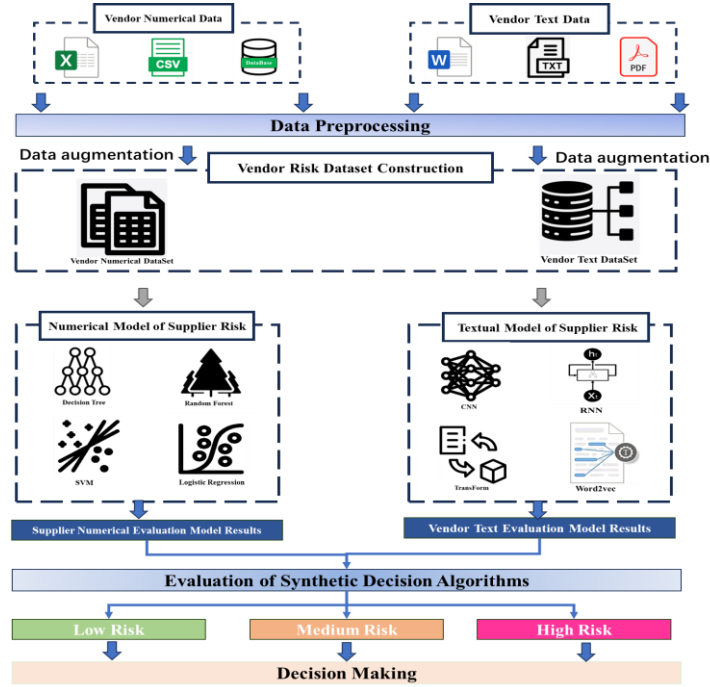 Vendor Numerical Data
Vendor Text Data
X
CSV
DataBase
W
TXT
PDF
Data Preprocessing
Data augmentation
Data augmentation
Vendor Risk Dataset Construction
Vendor Numerical DataSet
Vendor Text DataSet
Numerical Model of Supplier Risk
Textual Model of Supplier Risk
Decision Tree
Random Forest
CNN
h₁
A
X₁
RNN
SVM
Logistic Regression
TransForm
Word2vec
Supplier Numerical Evaluation Model Results
Vendor Text Evaluation Model Results
Evaluation of Synthetic Decision Algorithms
Low Risk
Medium Risk
High Risk
Decision Making